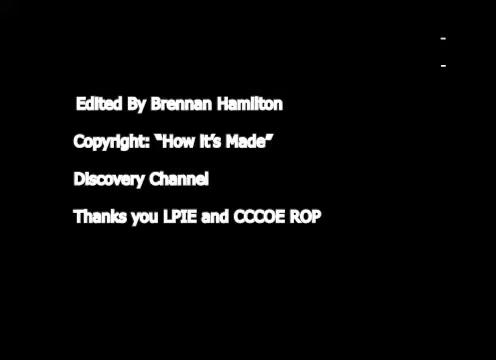 -
-
Edited By Brennan Hamilton
Copyright: “How it’s Made”
Discovery Channel
Thanks you LPIE and CCCOE ROP